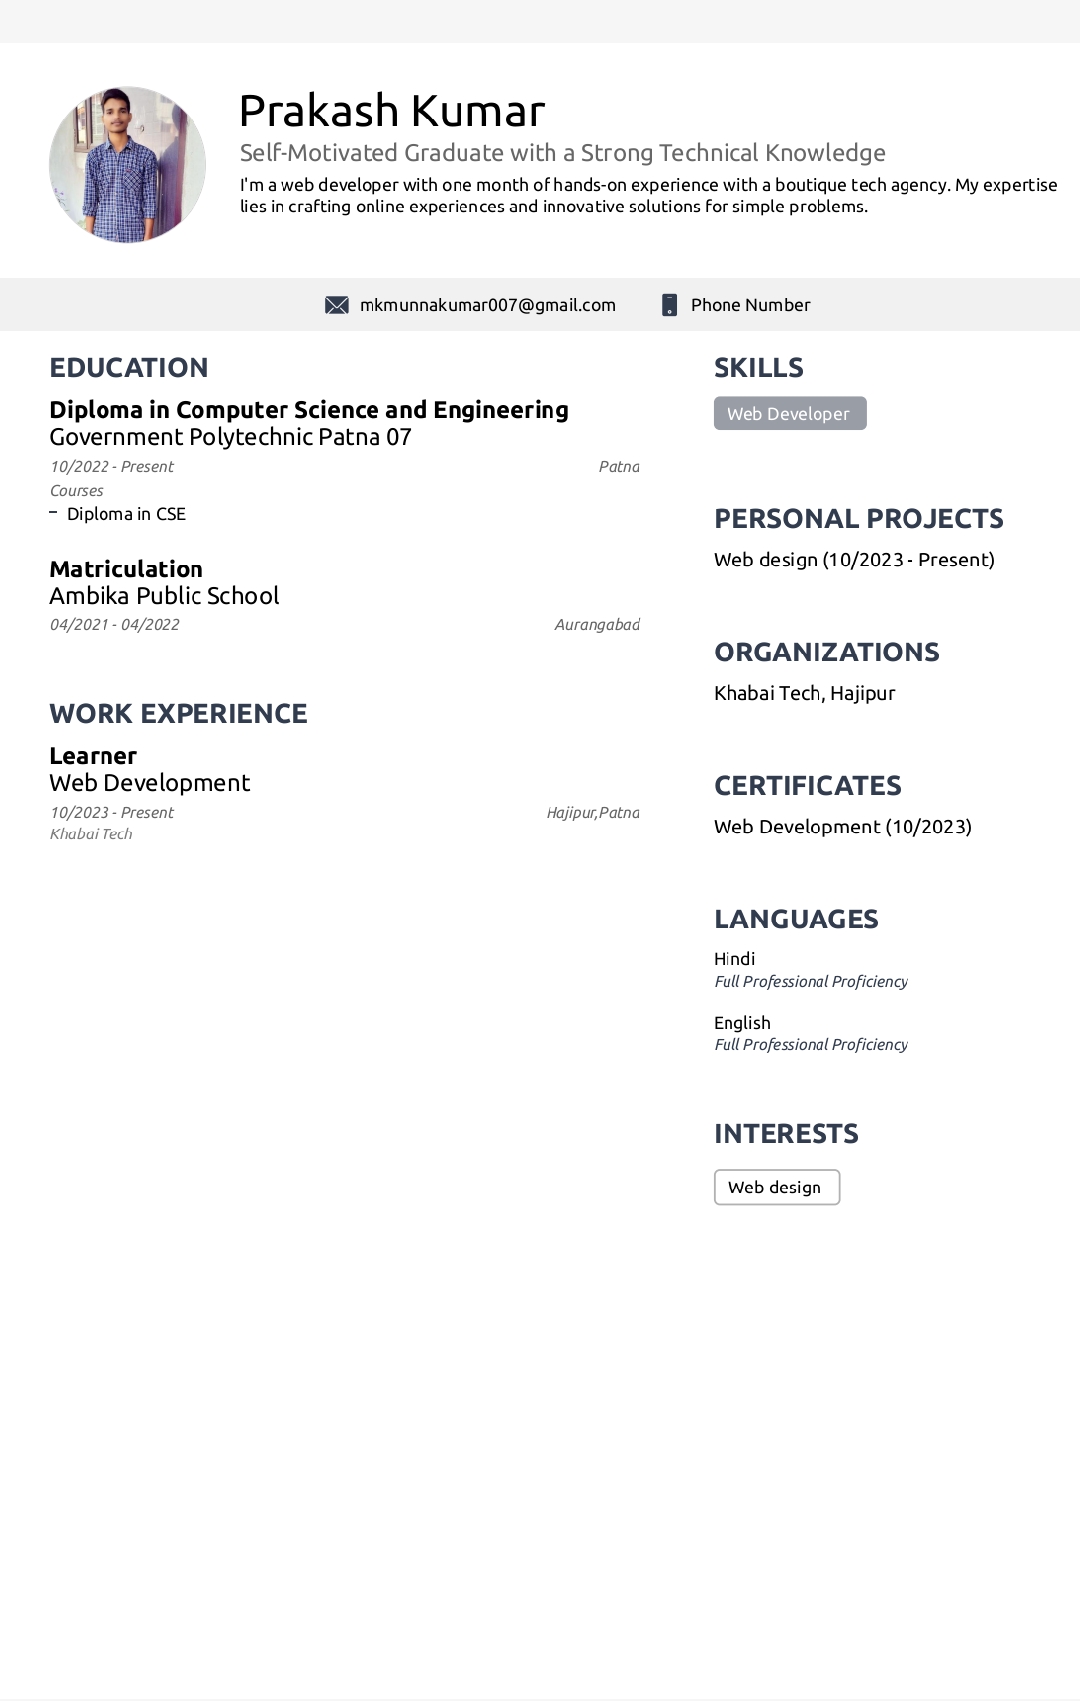 Prakash Kumar
Self-Motivated Graduate with a Strong Technical Knowledge
I'm a web developer with one month of hands-on experience with a boutique tech agency. My expertise
lies in crafting online experiences and innovative solutions for simple problems.
mkmunnakumar007@gmail.com
Phone Number
EDUCATION
Diploma in Computer Science and Engineering
Government Polytechnic Patna 07
10/2022 - Present
Patna
Courses
– Diploma in CSE
Matriculation
Ambika Public School
04/2021 - 04/2022
Aurangabad
WORK EXPERIENCE
Learner
Web Development
10/2023 - Present
Hajipur,Patna
Khabai Tech
SKILLS
Web Developer
PERSONAL PROJECTS
Web design (10/2023 - Present)
ORGANIZATIONS
Khabai Tech, Hajipur
CERTIFICATES
Web Development (10/2023)
LANGUAGES
Hindi
Full Professional Proficiency
English
Full Professional Proficiency
INTERESTS
Web design